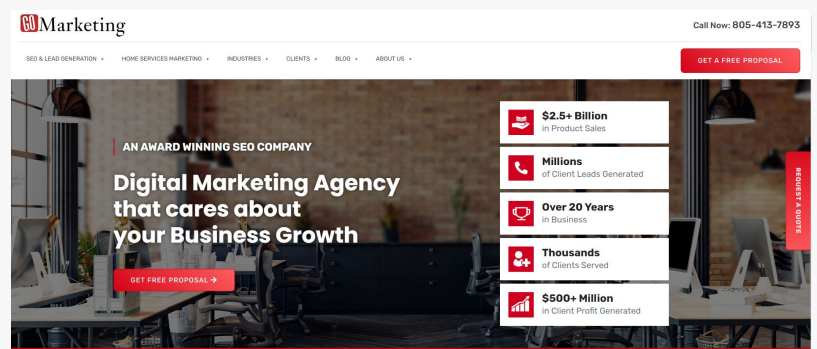 GO Marketing
Call Now: 805-413-7893
SEO & LEAD GENERATION
HOME SERVICES MARKETING
INDUSTRIES
CLIENTS
BLOG
ABOUT US
GET A FREE PROPOSAL
AN AWARD WINNING SEO COMPANY
Digital Marketing Agency
that cares about
your Business Growth
GET FREE PROPOSAL →
$2.5+ Billion
in Product Sales
Millions
of Client Leads Generated
Over 20 Years
in Business
Thousands
of Clients Served
$500+ Million
in Client Profit Generated
REQUEST A QUOTE